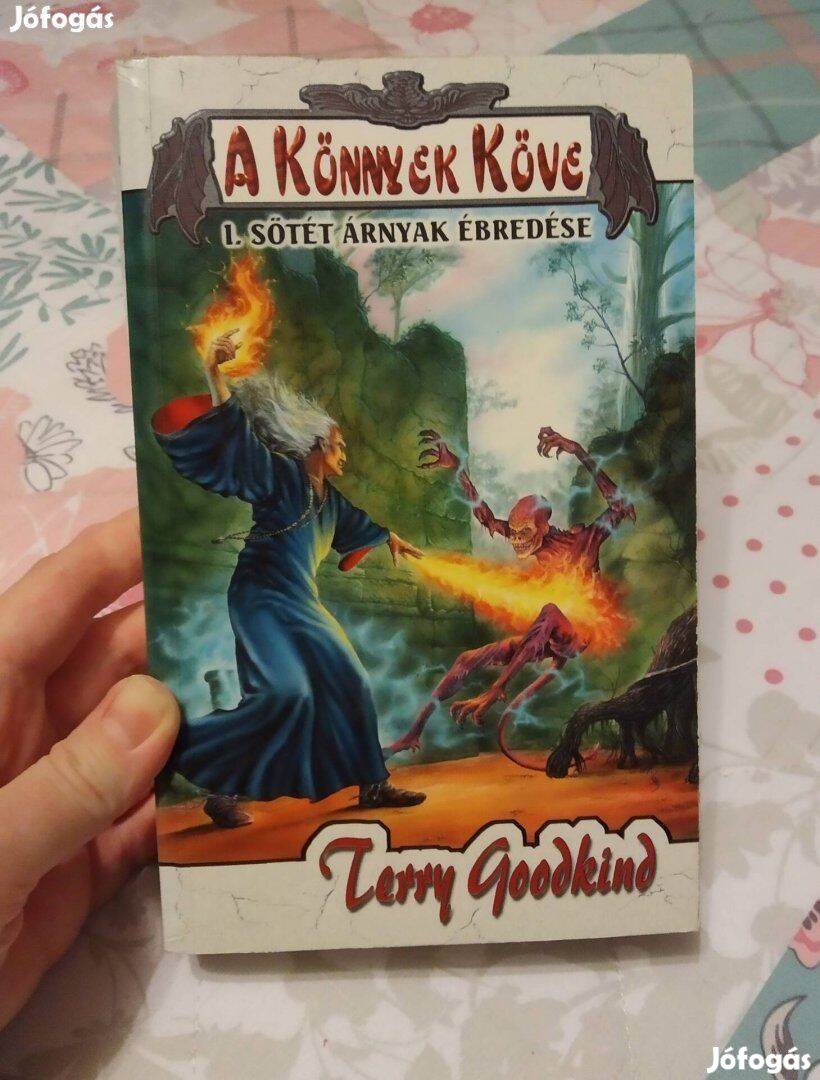 Jófogás
A KÖNNYEK KÖVE
I. SÖTÉT ÁRNYAK ÉBREDÉSE
Terry Goodkind
Jófogás